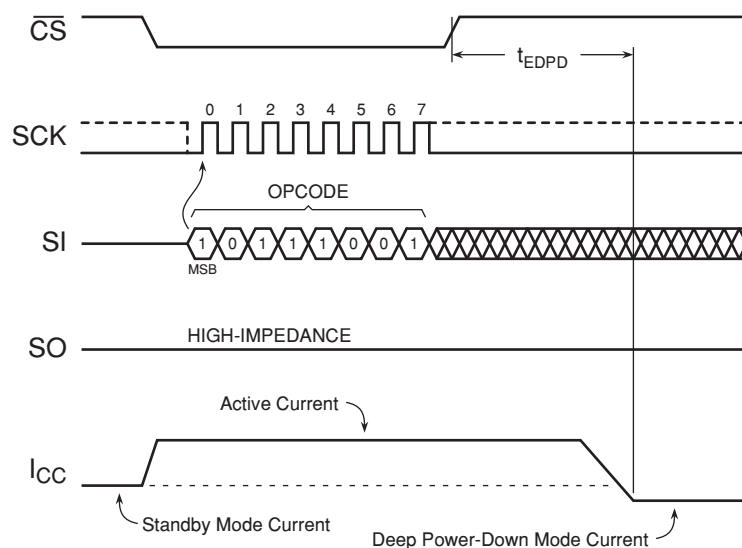 CS
tEDPD
0 1 2 3 4 5 6 7
SCK
OPCODE
SI
1 0 1 1 1 0 0 1
MSB
HIGH-IMPEDANCE
SO
Active Current
ICC
Standby Mode Current
Deep Power-Down Mode Current